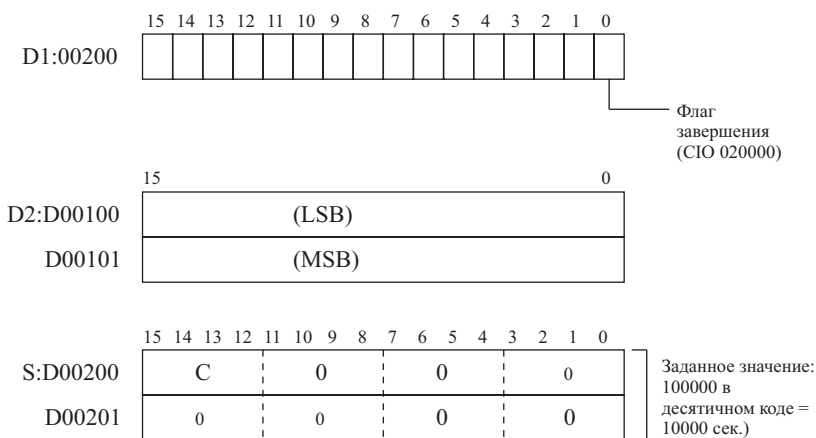 15 14 13 12 11 10 9 8 7 6 5 4 3 2 1 0
D1:00200
Флаг
завершения
(CIO 020000)
15 0
D2:D00100 (LSB)
D00101 (MSB)
15 14 13 12 11 10 9 8 7 6 5 4 3 2 1 0
S:D00200 C 0 0 0
D00201 0 0 0 0
Заданное значение:
100000 в
десятичном коде =
10000 сек.)